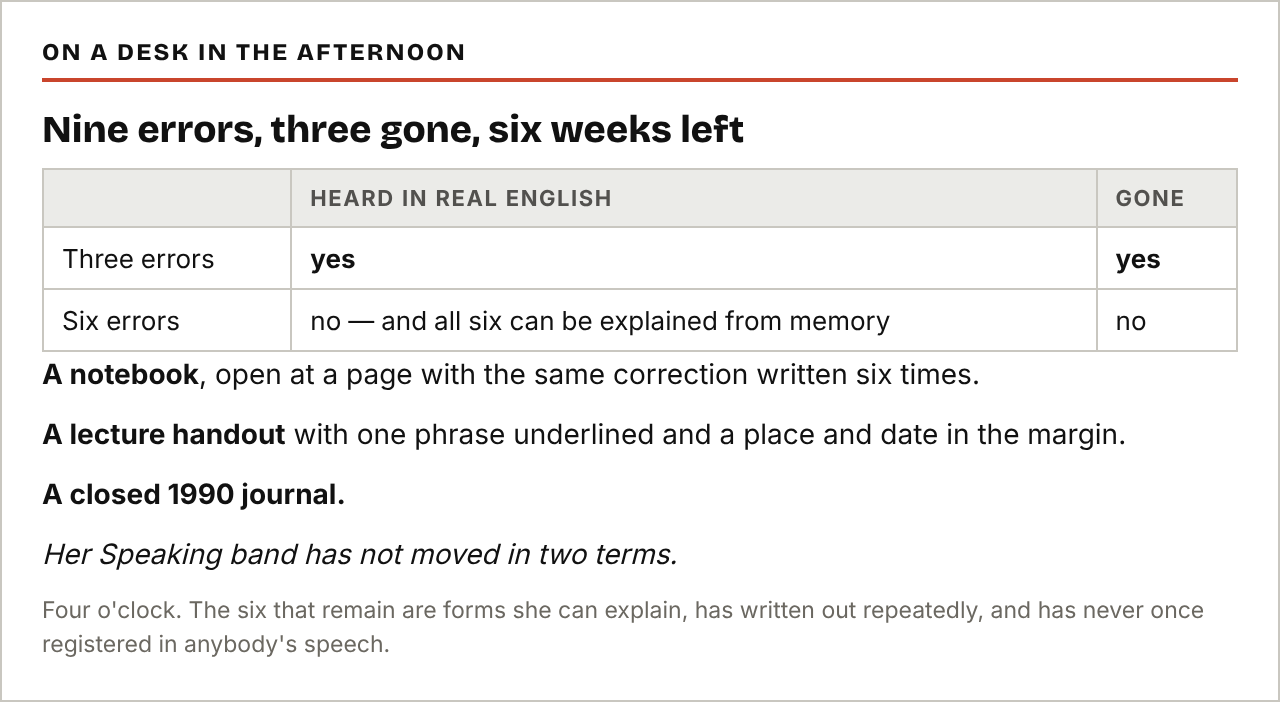 ON A DESK IN THE AFTERNOON
Nine errors, three gone, six weeks left
HEARD IN REAL ENGLISH GONE
Three errors yes yes
Six errors no — and all six can be explained from memory no
A notebook, open at a page with the same correction written six times.
A lecture handout with one phrase underlined and a place and date in the margin.
A closed 1990 journal.
Her Speaking band has not moved in two terms.
Four o'clock. The six that remain are forms she can explain, has written out repeatedly, and has never once
registered in anybody's speech.